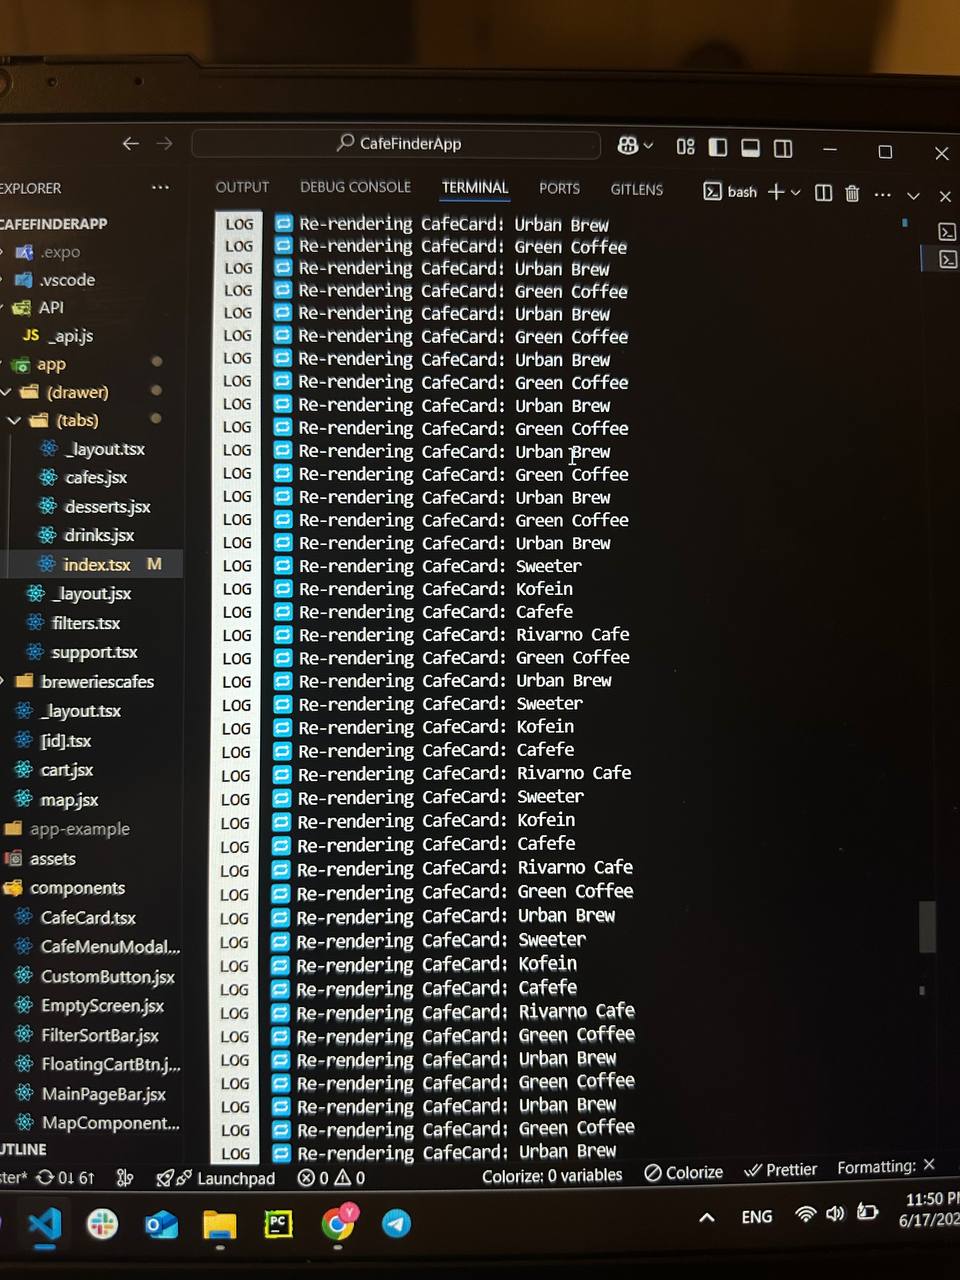 CafeFinderApp
EXPLORER
OUTPUT DEBUG CONSOLE TERMINAL PORTS GITLENS bash
CAFEFINDERAPP
.expo
.vscode
API
JS _api.js
app
(drawer)
(tabs)
_layout.tsx
cafes.jsx
desserts.jsx
drinks.jsx
index.tsx M
_layout.jsx
filters.tsx
support.tsx
breweriescafes
_layout.tsx
[id].tsx
cart.jsx
map.jsx
app-example
assets
components
CafeCard.tsx
CafeMenuModal...
CustomButton.jsx
EmptyScreen.jsx
FilterSortBar.jsx
FloatingCartBtn.j...
MainPageBar.jsx
MapComponent...
UTLINE
LOG Re-rendering CafeCard: Urban Brew
LOG Re-rendering CafeCard: Green Coffee
LOG Re-rendering CafeCard: Urban Brew
LOG Re-rendering CafeCard: Green Coffee
LOG Re-rendering CafeCard: Urban Brew
LOG Re-rendering CafeCard: Green Coffee
LOG Re-rendering CafeCard: Urban Brew
LOG Re-rendering CafeCard: Green Coffee
LOG Re-rendering CafeCard: Urban Brew
LOG Re-rendering CafeCard: Green Coffee
LOG Re-rendering CafeCard: Urban Brew
LOG Re-rendering CafeCard: Green Coffee
LOG Re-rendering CafeCard: Urban Brew
LOG Re-rendering CafeCard: Green Coffee
LOG Re-rendering CafeCard: Urban Brew
LOG Re-rendering CafeCard: Sweeter
LOG Re-rendering CafeCard: Kofein
LOG Re-rendering CafeCard: Cafefe
LOG Re-rendering CafeCard: Rivarno Cafe
LOG Re-rendering CafeCard: Green Coffee
LOG Re-rendering CafeCard: Urban Brew
LOG Re-rendering CafeCard: Sweeter
LOG Re-rendering CafeCard: Kofein
LOG Re-rendering CafeCard: Cafefe
LOG Re-rendering CafeCard: Rivarno Cafe
LOG Re-rendering CafeCard: Sweeter
LOG Re-rendering CafeCard: Kofein
LOG Re-rendering CafeCard: Cafefe
LOG Re-rendering CafeCard: Rivarno Cafe
LOG Re-rendering CafeCard: Green Coffee
LOG Re-rendering CafeCard: Urban Brew
LOG Re-rendering CafeCard: Sweeter
LOG Re-rendering CafeCard: Kofein
LOG Re-rendering CafeCard: Cafefe
LOG Re-rendering CafeCard: Rivarno Cafe
LOG Re-rendering CafeCard: Green Coffee
LOG Re-rendering CafeCard: Urban Brew
LOG Re-rendering CafeCard: Green Coffee
LOG Re-rendering CafeCard: Urban Brew
LOG Re-rendering CafeCard: Green Coffee
LOG Re-rendering CafeCard: Urban Brew
ster* 0↓ 6↑ Launchpad 0 0 Colorize: 0 variables Colorize Prettier Formatting: ×
PC Y ENG 11:50 P
6/17/202